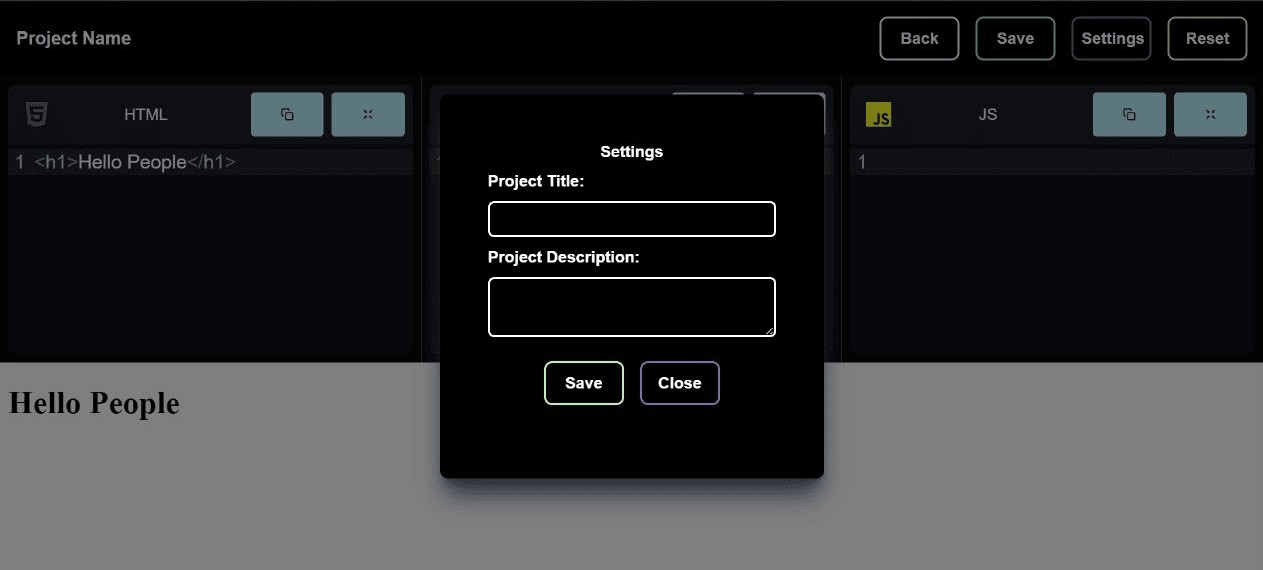 Project Name
Back
Save
Settings
Reset
HTML
JS
JS
1 <h1>Hello People</h1>
1
Settings
Project Title:
Project Description:
Save
Close
Hello People